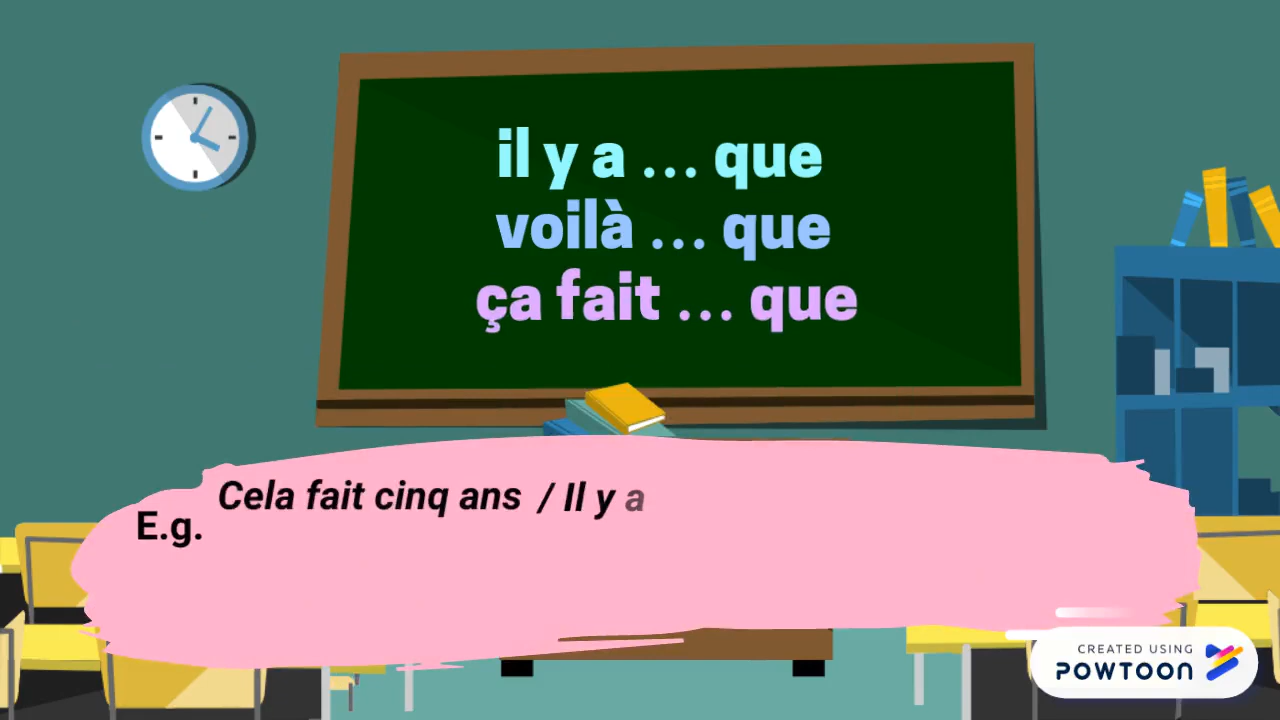 il y a ... que
voilà ... que
ça fait ... que
Cela fait cinq ans / Il y a
E.g.
CREATED USING
POWTOON